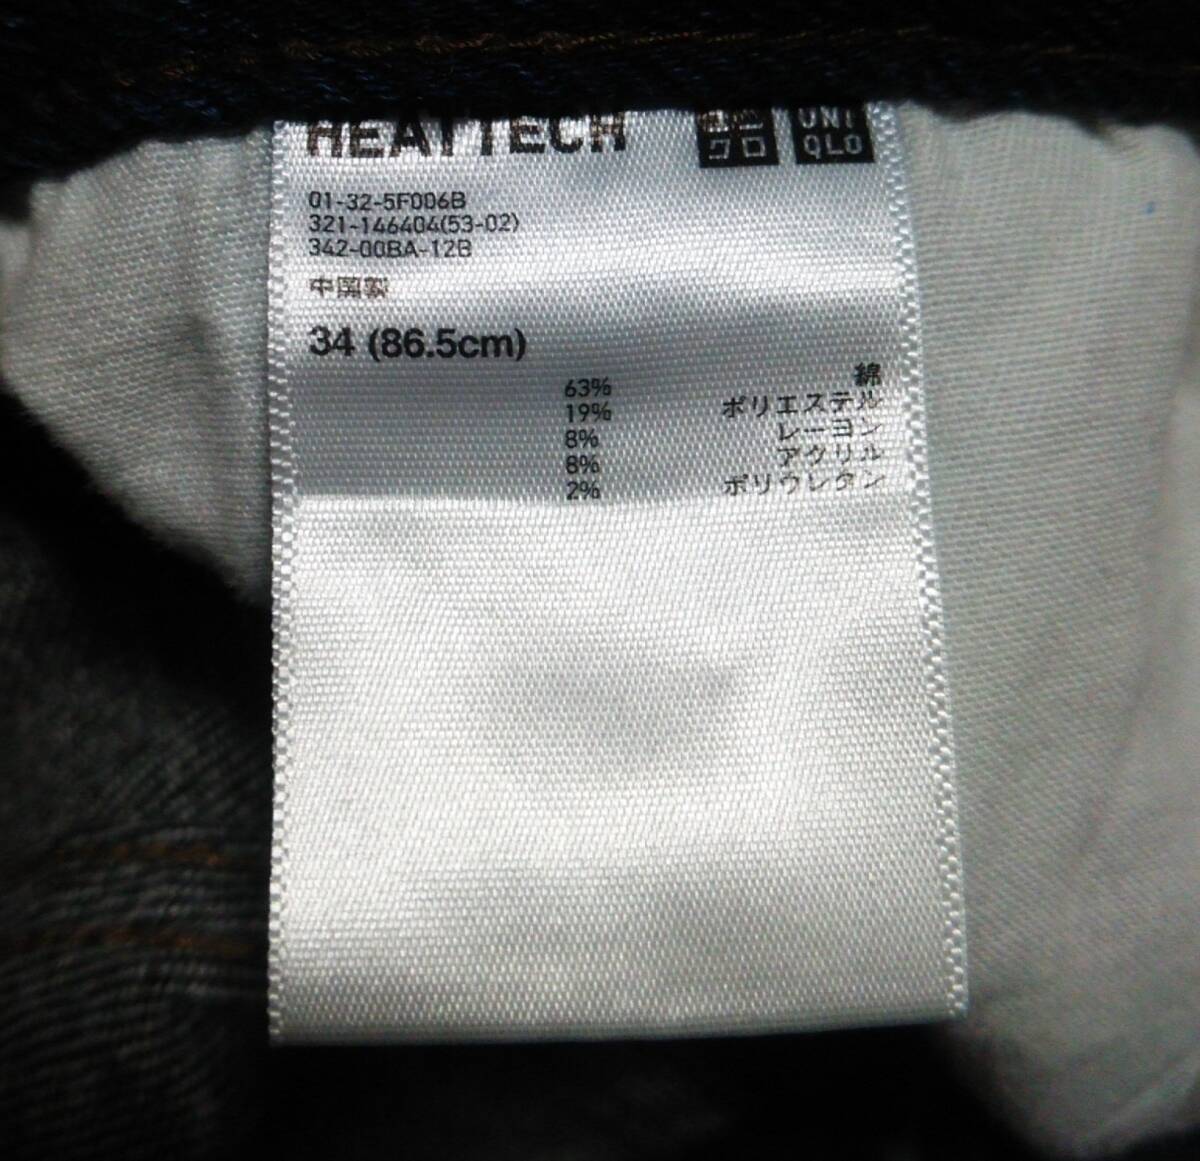 HEATTECH ユニクロ UNIQLO
01-32-5F006B
321-146404(53-02)
342-00BA-12B
中国製
34 (86.5cm)
63% 綿
19% ポリエステル
8% レーヨン
8% アクリル
2% ポリウレタン